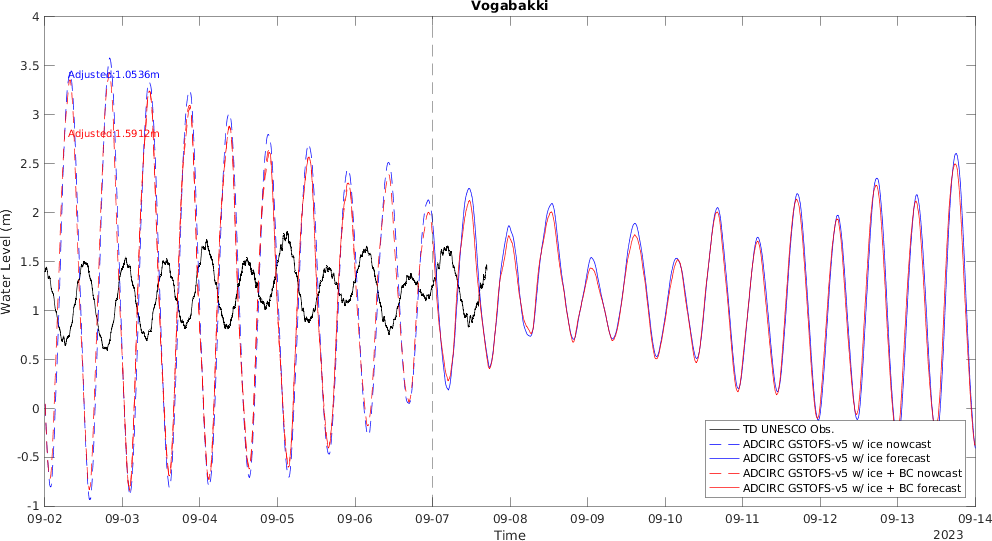 Vogabakki
Water Level (m)
4
3.5
3
2.5
2
1.5
1
0.5
0
-0.5
-1
Adjusted:1.0536m
Adjusted:1.5912m
TD UNESCO Obs.
ADCIRC GSTOFS-v5 w/ ice nowcast
ADCIRC GSTOFS-v5 w/ ice forecast
ADCIRC GSTOFS-v5 w/ ice + BC nowcast
ADCIRC GSTOFS-v5 w/ ice + BC forecast
09-02 09-03 09-04 09-05 09-06 09-07 09-08 09-09 09-10 09-11 09-12 09-13 09-14
Time
2023